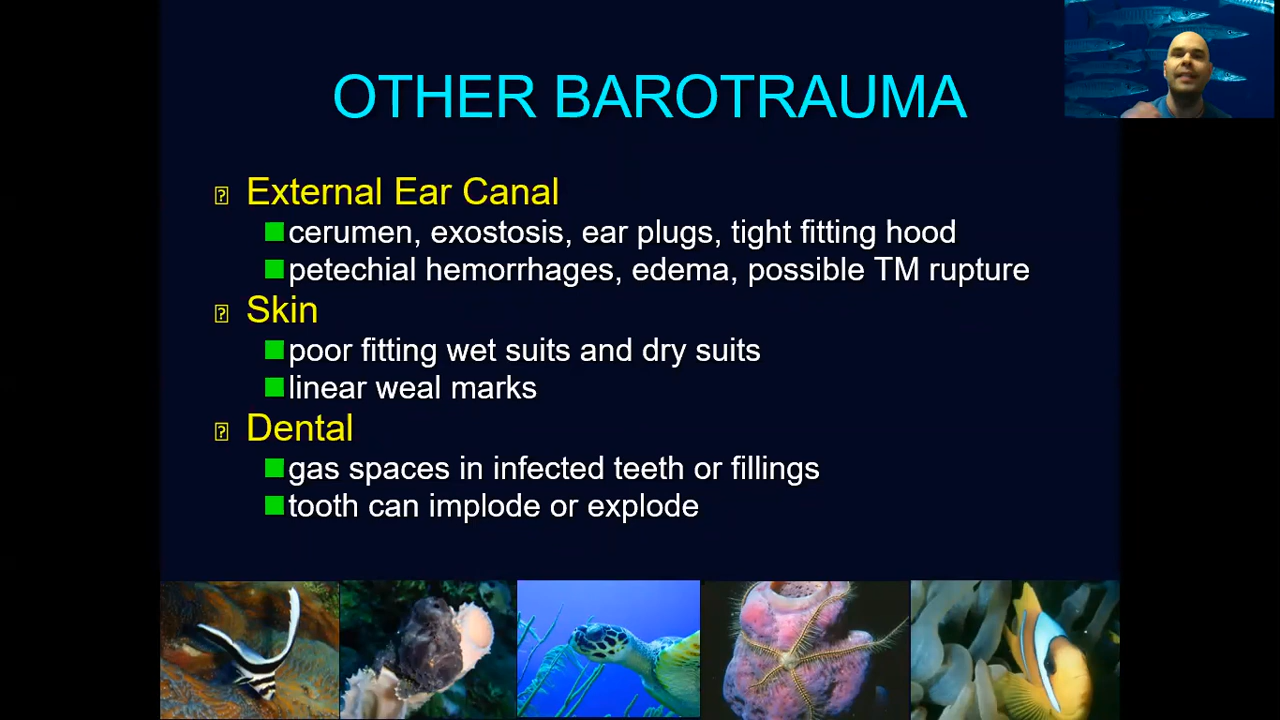 OTHER BAROTRAUMA
External Ear Canal
cerumen, exostosis, ear plugs, tight fitting hood
petechial hemorrhages, edema, possible TM rupture
Skin
poor fitting wet suits and dry suits
linear weal marks
Dental
gas spaces in infected teeth or fillings
tooth can implode or explode